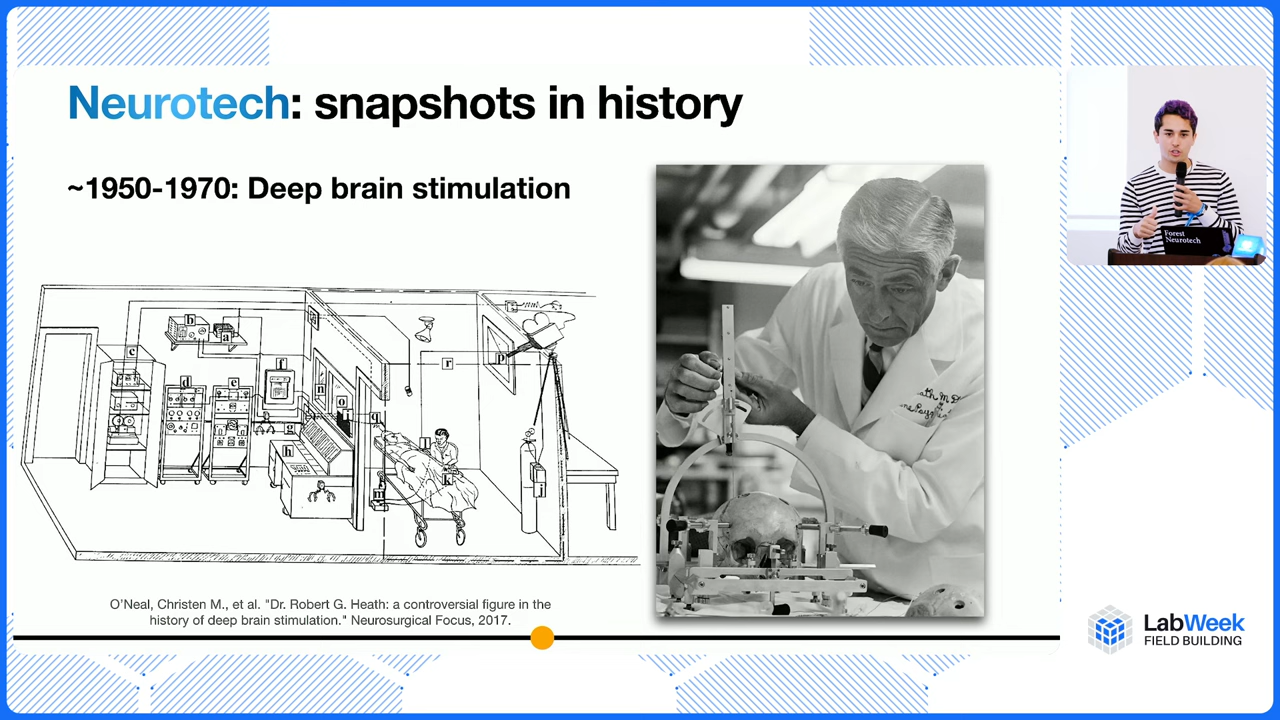 Neurotech: snapshots in history
~1950-1970: Deep brain stimulation
a
b
c
d
e
f
g
h
i
j
k
l
m
n
o
p
q
r
O'Neal, Christen M., et al. "Dr. Robert G. Heath: a controversial figure in the
history of deep brain stimulation." Neurosurgical Focus, 2017.
Forest
Neurotech
LabWeek
FIELD BUILDING